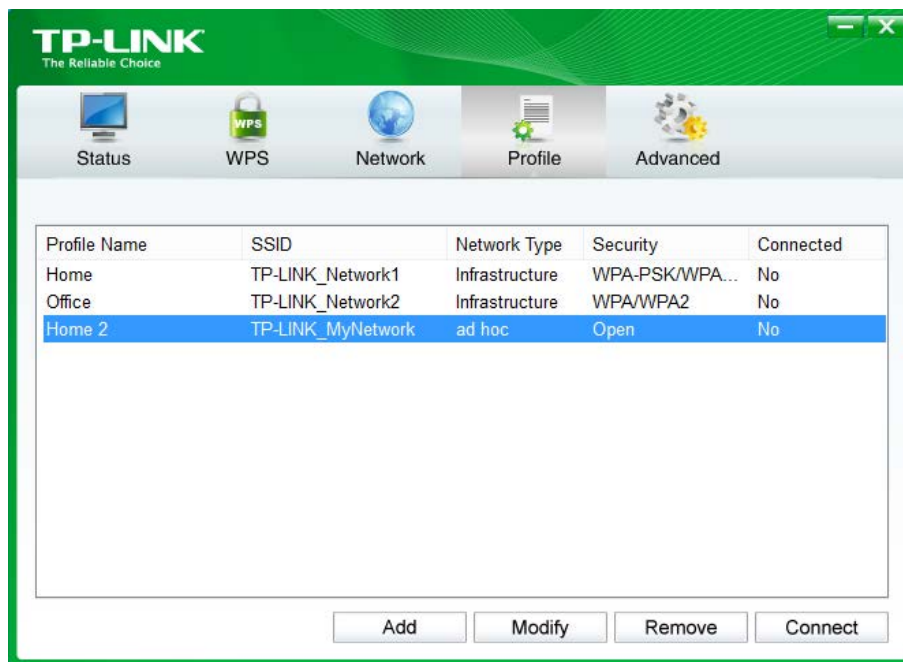 TP-LINK
The Reliable Choice
WPS
Status WPS Network Profile Advanced
Profile Name SSID Network Type Security Connected
Home TP-LINK_Network1 Infrastructure WPA-PSK/WPA... No
Office TP-LINK_Network2 Infrastructure WPA/WPA2 No
Home 2 TP-LINK_MyNetwork ad hoc Open No
Add Modify Remove Connect